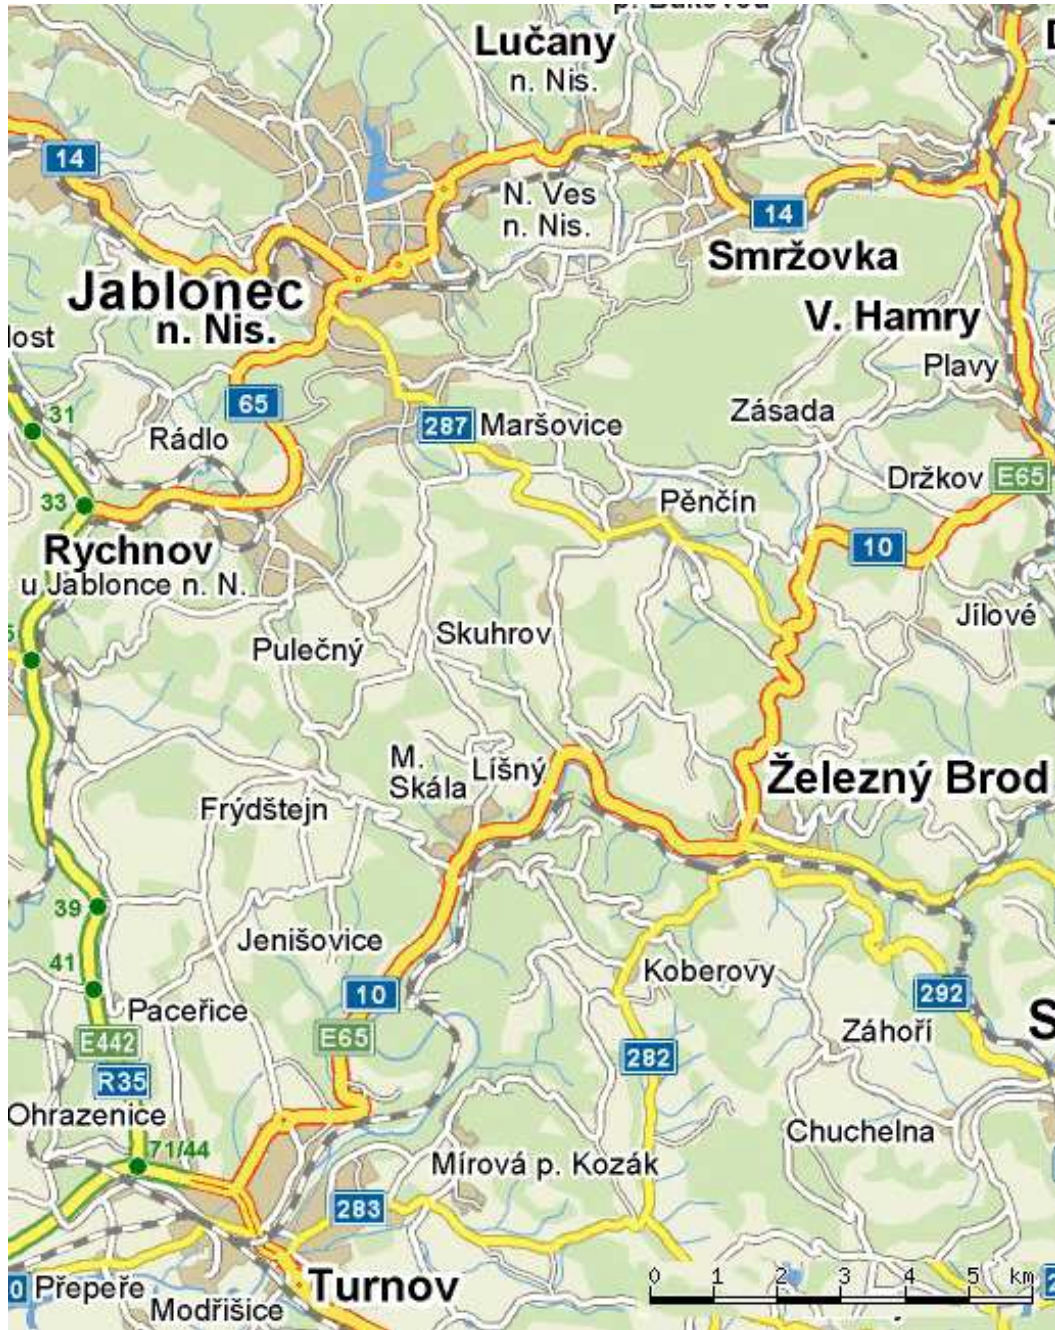 Lučany
n. Nis.
14
N. Ves
n. Nis.
14
Smržovka
Jablonec
n. Nis.
V. Hamry
Plavy
31
65
Rádlo
287
Maršovice
Zásada
Držkov
E65
33
Pěnčín
10
Rychnov
u Jablonce n. N.
Jílové
Skuhrov
Pulečný
M.
Skála
Líšný
Železný Brod
Frýdštejn
39
Jenišovice
41
10
Koberovy
292
Paceřice
E65
Záhoří
E442
282
R35
Ohrazenice
Chuchelna
71/44
Mírová p. Kozák
283
Přepeře
Turnov
Modřišice
0 1 2 3 4 5 km